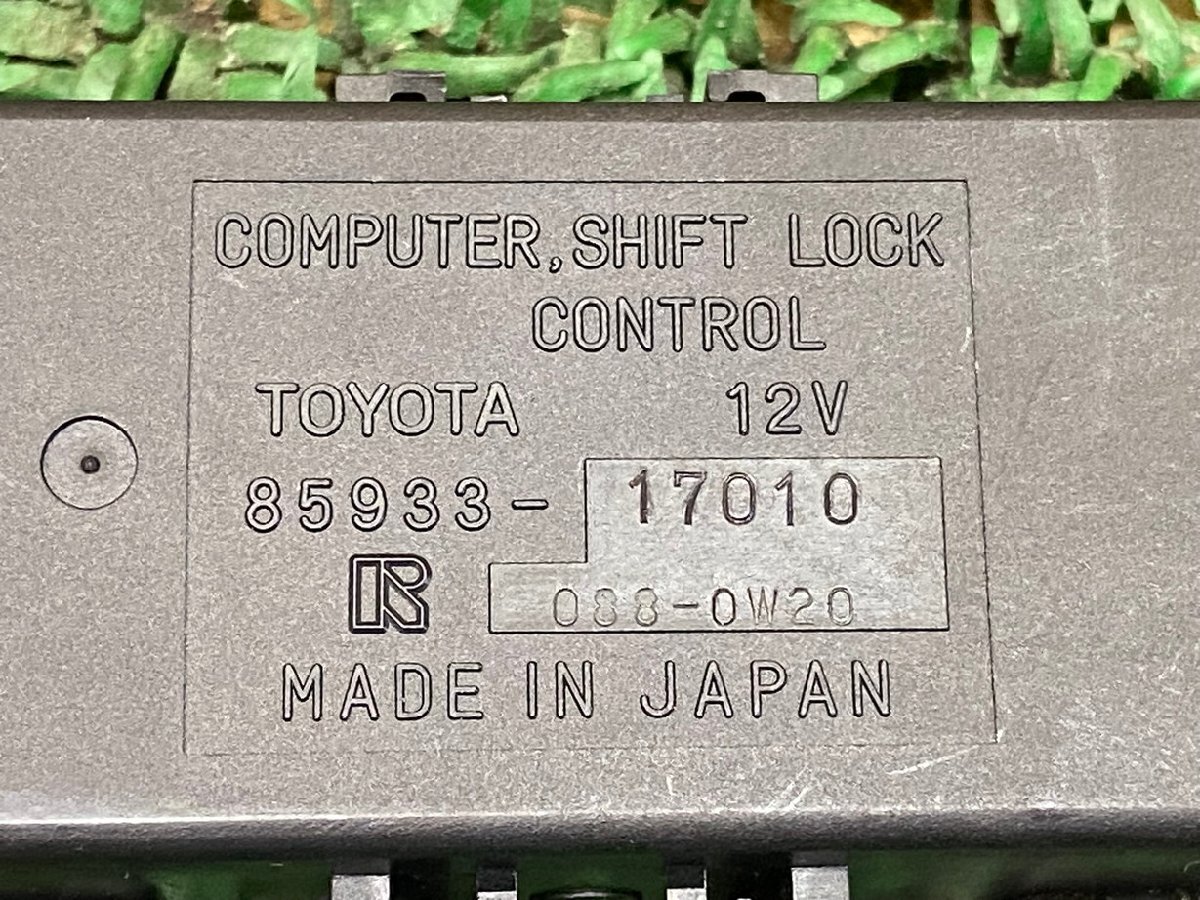 COMPUTER, SHIFT LOCK
CONTROL
TOYOTA 12V
85933-17010
R
088-0W20
MADE IN JAPAN